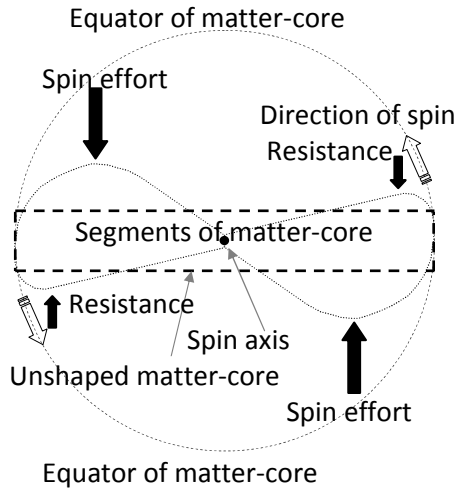 Equator of matter-core
Spin effort
Direction of spin
Resistance
Segments of matter-core
Resistance
Spin axis
Unshaped matter-core
Spin effort
Equator of matter-core